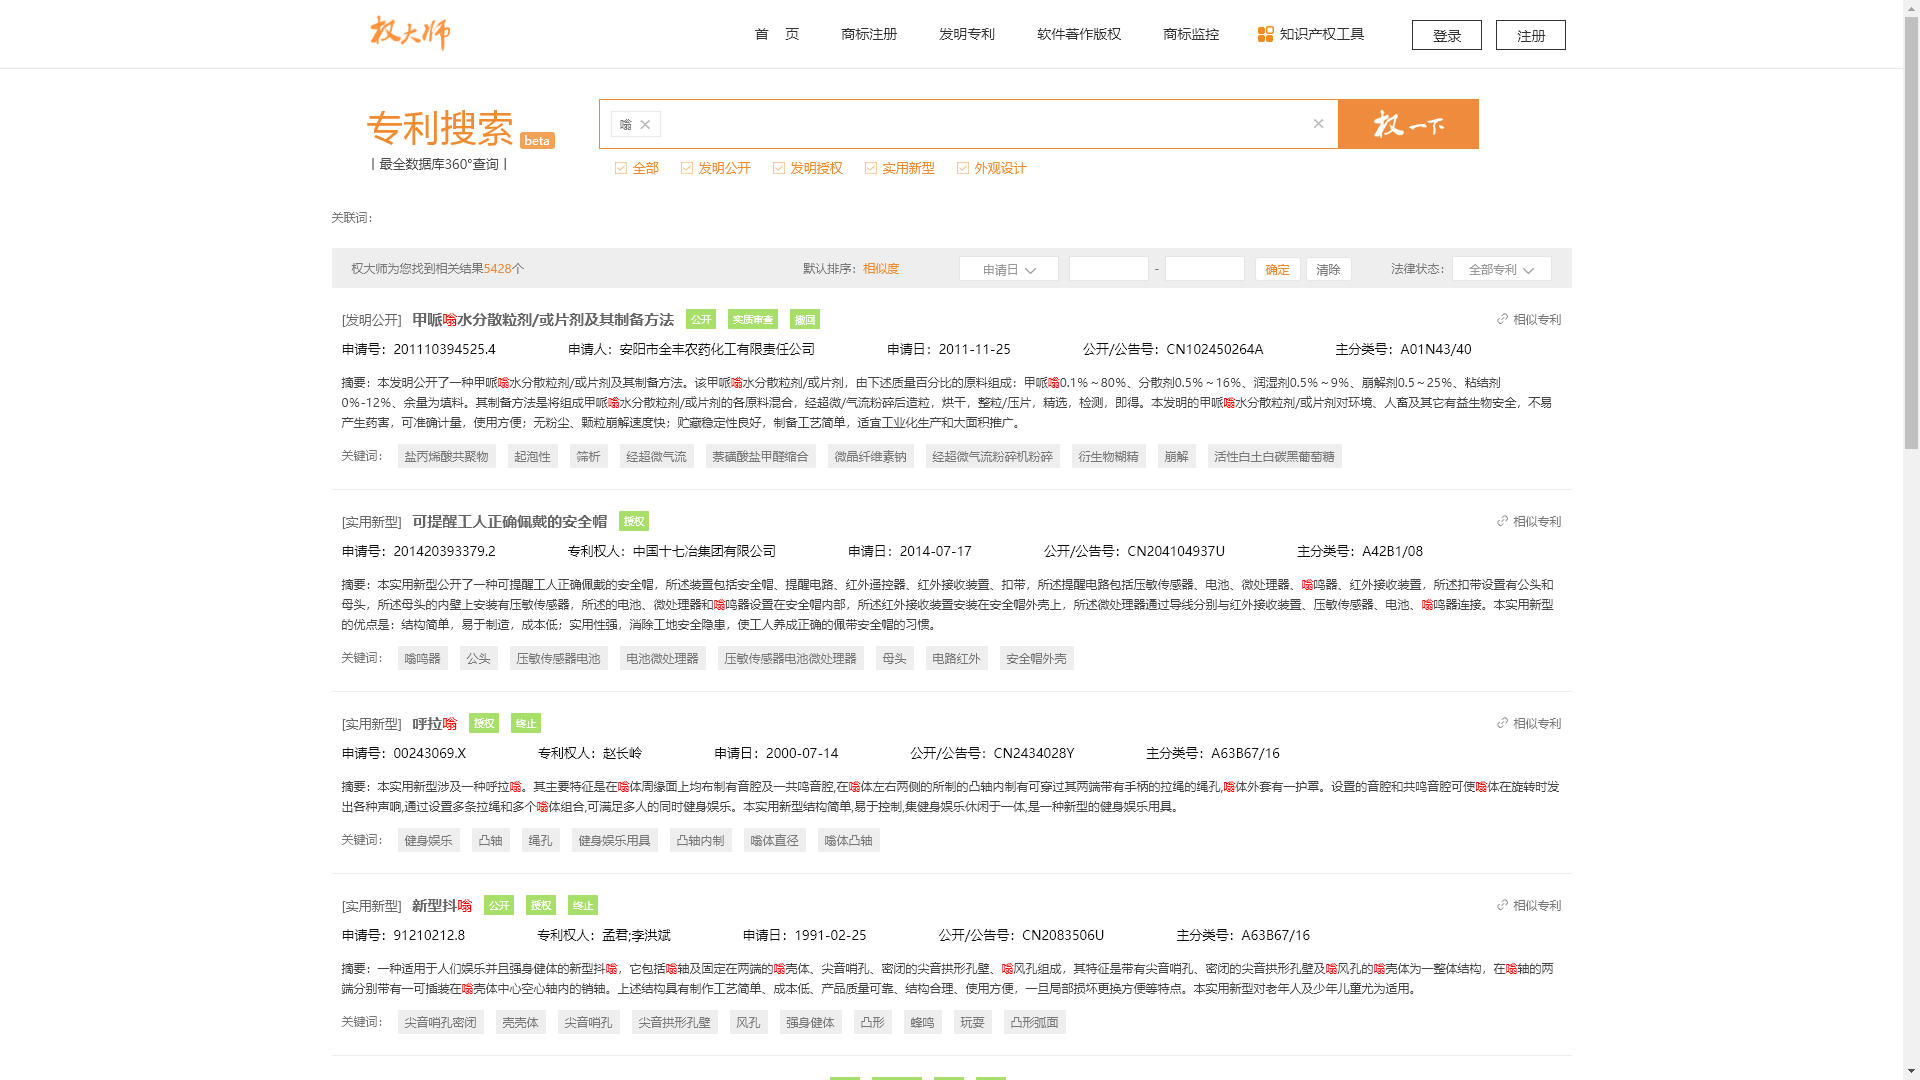 权大师 首 页 商标注册 发明专利 软件著作版权 商标监控 知识产权工具 登录 注册
专利搜索 beta
嗡
权一下
丨最全数据库360°查询丨
全部 发明公开 发明授权 实用新型 外观设计
关联词：
权大师为您找到相关结果5428个 默认排序：相似度 申请日 - 确定 清除 法律状态： 全部专利
[发明公开] 甲哌嗡水分散粒剂/或片剂及其制备方法 公开 实质审查 撤回 相似专利
申请号：201110394525.4 申请人：安阳市全丰农药化工有限责任公司 申请日：2011-11-25 公开/公告号：CN102450264A 主分类号：A01N43/40
摘要：本发明公开了一种甲哌嗡水分散粒剂/或片剂及其制备方法。该甲哌嗡水分散粒剂/或片剂，由下述质量百分比的原料组成：甲哌嗡0.1%～80%、分散剂0.5%～16%、润湿剂0.5%～9%、崩解剂0.5～25%、粘结剂
0%-12%、余量为填料。其制备方法是将组成甲哌嗡水分散粒剂/或片剂的各原料混合，经超微/气流粉碎后造粒，烘干，整粒/压片，精选，检测，即得。本发明的甲哌嗡水分散粒剂/或片剂对环境、人畜及其它有益生物安全，不易
产生药害，可准确计量，使用方便；无粉尘、颗粒崩解速度快；贮藏稳定性良好，制备工艺简单，适宜工业化生产和大面积推广。
关键词： 盐丙烯酸共聚物 起泡性 筛析 经超微气流 萘磺酸盐甲醛缩合 微晶纤维素钠 经超微气流粉碎机粉碎 衍生物糊精 崩解 活性白土白碳黑葡萄糖
[实用新型] 可提醒工人正确佩戴的安全帽 授权 相似专利
申请号：201420393379.2 专利权人：中国十七冶集团有限公司 申请日：2014-07-17 公开/公告号：CN204104937U 主分类号：A42B1/08
摘要：本实用新型公开了一种可提醒工人正确佩戴的安全帽，所述装置包括安全帽、提醒电路、红外遥控器、红外接收装置、扣带，所述提醒电路包括压敏传感器、电池、微处理器、嗡鸣器、红外接收装置，所述扣带设置有公头和
母头，所述母头的内壁上安装有压敏传感器，所述的电池、微处理器和嗡鸣器设置在安全帽内部，所述红外接收装置安装在安全帽外壳上，所述微处理器通过导线分别与红外接收装置、压敏传感器、电池、嗡鸣器连接。本实用新型
的优点是：结构简单，易于制造，成本低；实用性强，消除工地安全隐患，使工人养成正确的佩带安全帽的习惯。
关键词： 嗡鸣器 公头 压敏传感器电池 电池微处理器 压敏传感器电池微处理器 母头 电路红外 安全帽外壳
[实用新型] 呼拉嗡 授权 终止 相似专利
申请号：00243069.X 专利权人：赵长岭 申请日：2000-07-14 公开/公告号：CN2434028Y 主分类号：A63B67/16
摘要：本实用新型涉及一种呼拉嗡。其主要特征是在嗡体周缘面上均布制有音腔及一共鸣音腔,在嗡体左右两侧的所制的凸轴内制有可穿过其两端带有手柄的拉绳的绳孔,嗡体外套有一护罩。设置的音腔和共鸣音腔可使嗡体在旋转时发
出各种声响,通过设置多条拉绳和多个嗡体组合,可满足多人的同时健身娱乐。本实用新型结构简单,易于控制,集健身娱乐休闲于一体,是一种新型的健身娱乐用具。
关键词： 健身娱乐 凸轴 绳孔 健身娱乐用具 凸轴内制 嗡体直径 嗡体凸轴
[实用新型] 新型抖嗡 公开 授权 终止 相似专利
申请号：91210212.8 专利权人：孟君;李洪斌 申请日：1991-02-25 公开/公告号：CN2083506U 主分类号：A63B67/16
摘要：一种适用于人们娱乐并且强身健体的新型抖嗡，它包括嗡轴及固定在两端的嗡壳体、尖音哨孔、密闭的尖音拱形孔壁、嗡风孔组成，其特征是带有尖音哨孔、密闭的尖音拱形孔壁及嗡风孔的嗡壳体为一整体结构，在嗡轴的两
端分别带有一可插装在嗡壳体中心空心轴内的销轴。上述结构具有制作工艺简单、成本低、产品质量可靠、结构合理、使用方便，一旦局部损坏更换方便等特点。本实用新型对老年人及少年儿童尤为适用。
关键词： 尖音哨孔密闭 壳壳体 尖音哨孔 尖音拱形孔壁 风孔 强身健体 凸形 蜂鸣 玩耍 凸形弧面